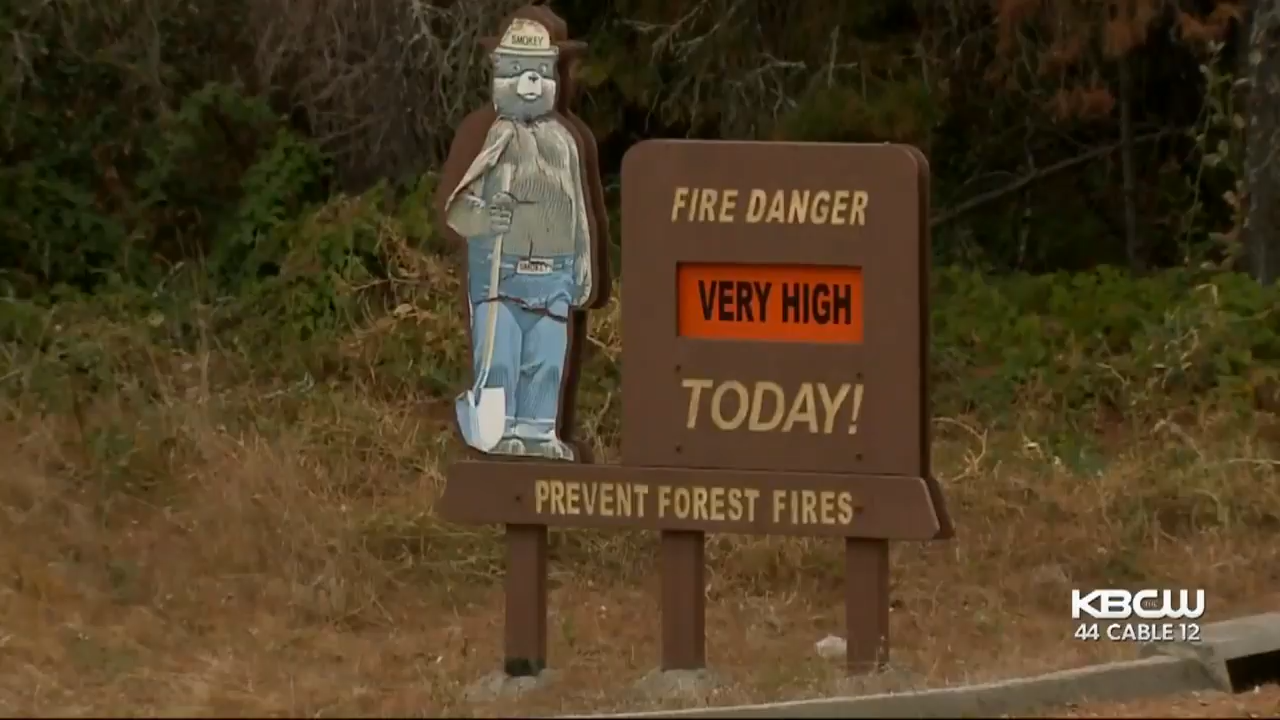 SMOKEY
SMOKEY
FIRE DANGER
VERY HIGH
TODAY!
PREVENT FOREST FIRES
KBCW
44 CABLE 12